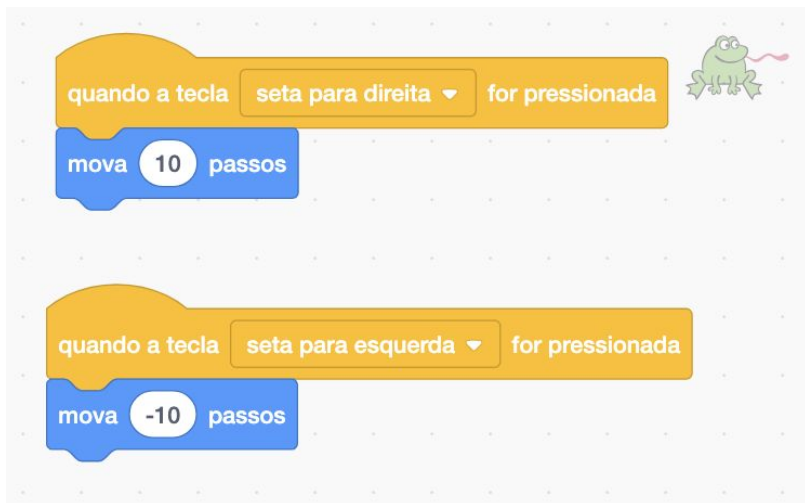 quando a tecla seta para direita for pressionada
mova 10 passos
quando a tecla seta para esquerda for pressionada
mova -10 passos